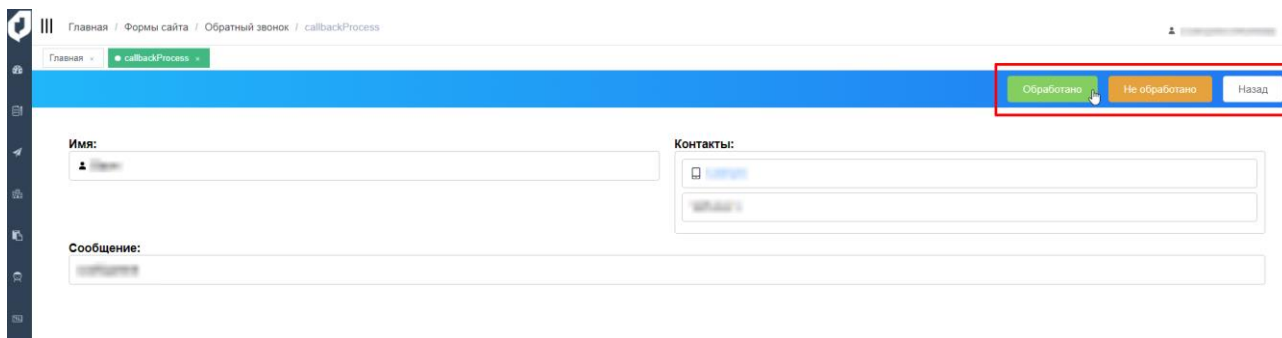 Главная / Формы сайта / Обратный звонок / callbackProcess
Главная × ● callbackProcess ×
Обработано Не обработано Назад
Имя: Контакты:
Сообщение: